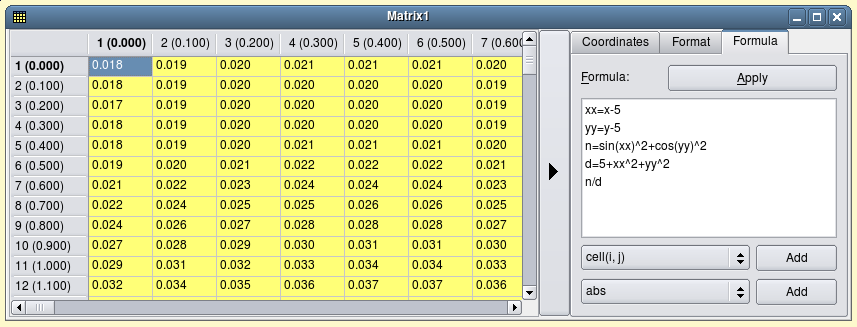 Matrix1
1 (0.000) 2 (0.100) 3 (0.200) 4 (0.300) 5 (0.400) 6 (0.500) 7 (0.600
1 (0.000) 0.018 0.019 0.020 0.021 0.021 0.021 0.020
2 (0.100) 0.018 0.019 0.020 0.020 0.020 0.020 0.019
3 (0.200) 0.017 0.019 0.020 0.020 0.020 0.020 0.019
4 (0.300) 0.018 0.019 0.020 0.020 0.020 0.020 0.019
5 (0.400) 0.018 0.019 0.020 0.021 0.021 0.021 0.020
6 (0.500) 0.019 0.020 0.021 0.022 0.022 0.022 0.021
7 (0.600) 0.021 0.022 0.023 0.024 0.024 0.024 0.023
8 (0.700) 0.022 0.024 0.025 0.025 0.026 0.026 0.025
9 (0.800) 0.024 0.026 0.027 0.028 0.028 0.028 0.027
10 (0.900) 0.027 0.028 0.029 0.030 0.031 0.031 0.030
11 (1.000) 0.029 0.031 0.032 0.033 0.034 0.034 0.033
12 (1.100) 0.032 0.034 0.035 0.036 0.037 0.037 0.036
Coordinates Format Formula
Formula: Apply
xx=x-5
yy=y-5
n=sin(xx)^2+cos(yy)^2
d=5+xx^2+yy^2
n/d
cell(i, j) Add
abs Add